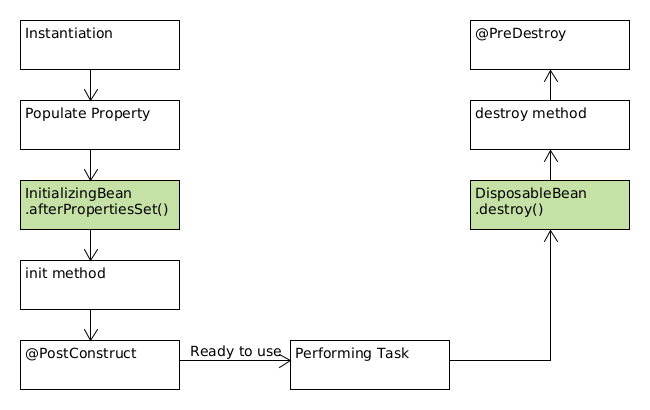 Instantiation
Populate Property
InitializingBean
.afterPropertiesSet()
init method
@PostConstruct
Ready to use
Performing Task
DisposableBean
.destroy()
destroy method
@PreDestroy